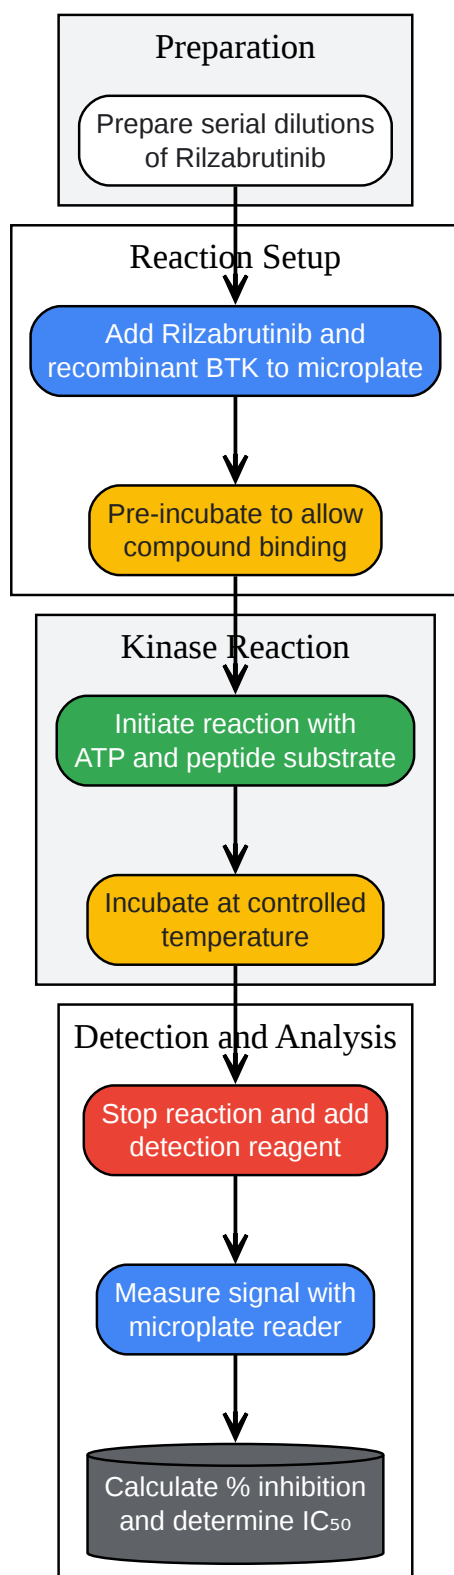 Preparation
Prepare serial dilutions
of Rilzabrutinib
Reaction Setup
Add Rilzabrutinib and
recombinant BTK to microplate
Pre-incubate to allow
compound binding
Kinase Reaction
Initiate reaction with
ATP and peptide substrate
Incubate at controlled
temperature
Detection and Analysis
Stop reaction and add
detection reagent
Measure signal with
microplate reader
Calculate % inhibition
and determine IC₅₀